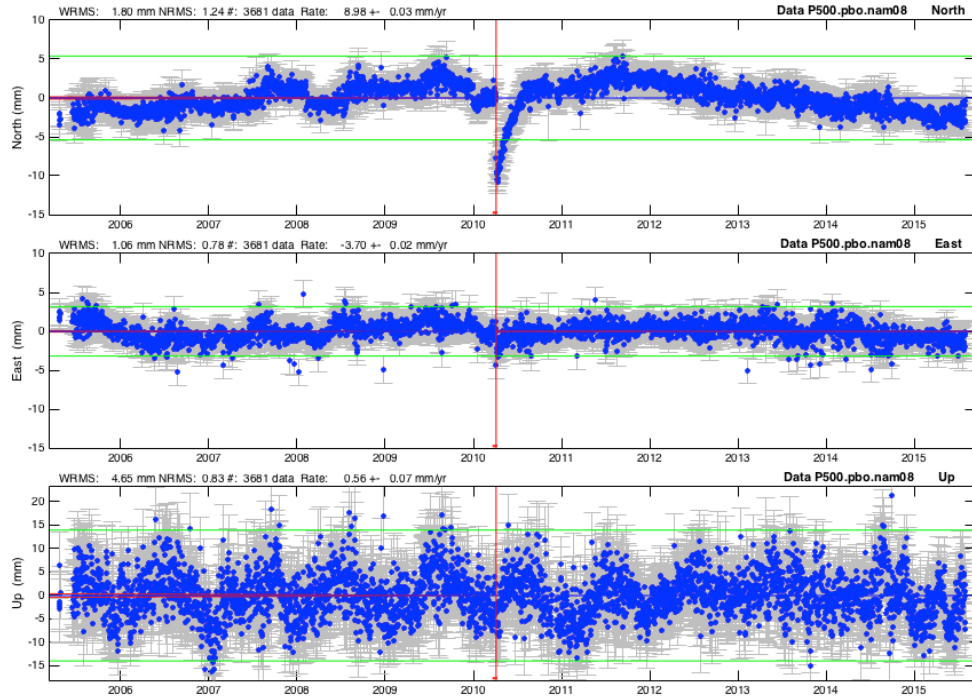 WRMS: 1.80 mm NRMS: 1.24 #: 3681 data Rate: 8.98 +- 0.03 mm/yr Data P500.pbo.nam08 North
10
5
0
-5
-10
-15
North (mm)
2006 2007 2008 2009 2010 2011 2012 2013 2014 2015
WRMS: 1.06 mm NRMS: 0.78 #: 3681 data Rate: -3.70 +- 0.02 mm/yr Data P500.pbo.nam08 East
10
5
0
-5
-10
-15
East (mm)
2006 2007 2008 2009 2010 2011 2012 2013 2014 2015
WRMS: 4.65 mm NRMS: 0.83 #: 3681 data Rate: 0.56 +- 0.07 mm/yr Data P500.pbo.nam08 Up
20
15
10
5
0
-5
-10
-15
Up (mm)
2006 2007 2008 2009 2010 2011 2012 2013 2014 2015